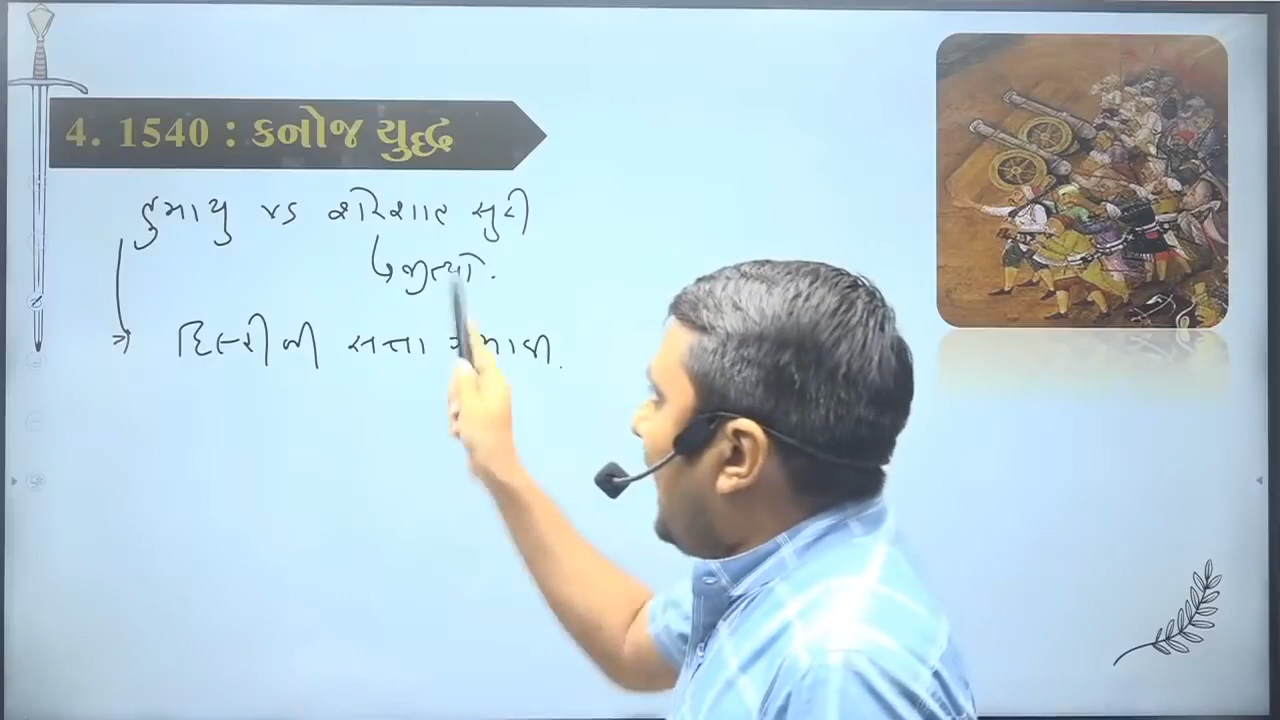 4. 1540 : કનોજ યુદ્ધ
હુમાયુ vs શેરશાહ સુરી
જીત્યો.
→ દિલ્હીની સત્તા ગુમાવી.